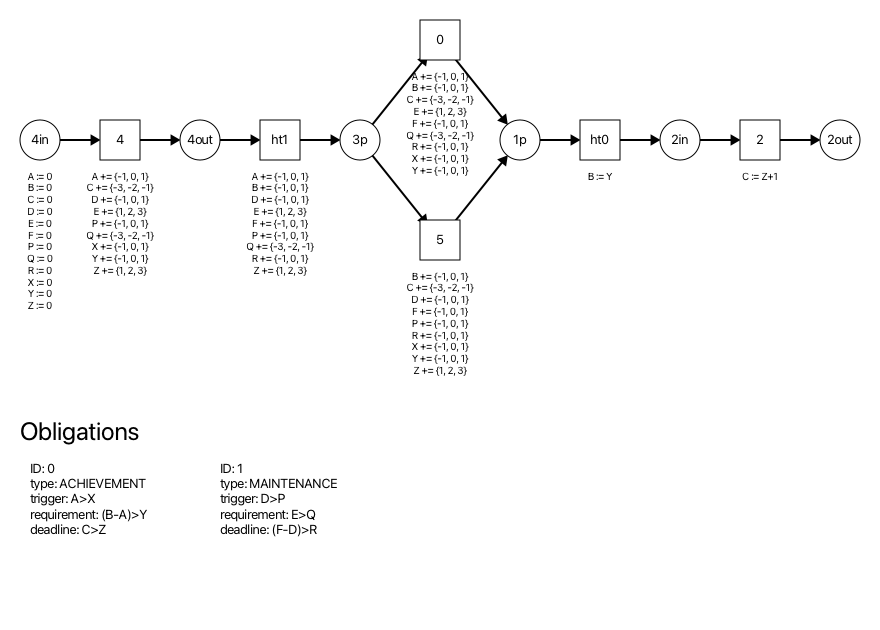 0
4in
4
4out
ht1
3p
1p
ht0
2in
2
2out
A := 0
B := 0
C := 0
D := 0
E := 0
F := 0
P := 0
Q := 0
R := 0
X := 0
Y := 0
Z := 0
A += {-1, 0, 1}
C += {-3, -2, -1}
D += {-1, 0, 1}
E += {1, 2, 3}
P += {-1, 0, 1}
Q += {-3, -2, -1}
X += {-1, 0, 1}
Y += {-1, 0, 1}
Z += {1, 2, 3}
A += {-1, 0, 1}
B += {-1, 0, 1}
D += {-1, 0, 1}
E += {1, 2, 3}
F += {-1, 0, 1}
P += {-1, 0, 1}
Q += {-3, -2, -1}
R += {-1, 0, 1}
Z += {1, 2, 3}
A += {-1, 0, 1}
B += {-1, 0, 1}
C += {-3, -2, -1}
E += {1, 2, 3}
F += {-1, 0, 1}
Q += {-3, -2, -1}
R += {-1, 0, 1}
X += {-1, 0, 1}
Y += {-1, 0, 1}
B := Y
C := Z+1
5
B += {-1, 0, 1}
C += {-3, -2, -1}
D += {-1, 0, 1}
F += {-1, 0, 1}
P += {-1, 0, 1}
R += {-1, 0, 1}
X += {-1, 0, 1}
Y += {-1, 0, 1}
Z += {1, 2, 3}
Obligations
ID: 0
type: ACHIEVEMENT
trigger: A>X
requirement: (B-A)>Y
deadline: C>Z
ID: 1
type: MAINTENANCE
trigger: D>P
requirement: E>Q
deadline: (F-D)>R